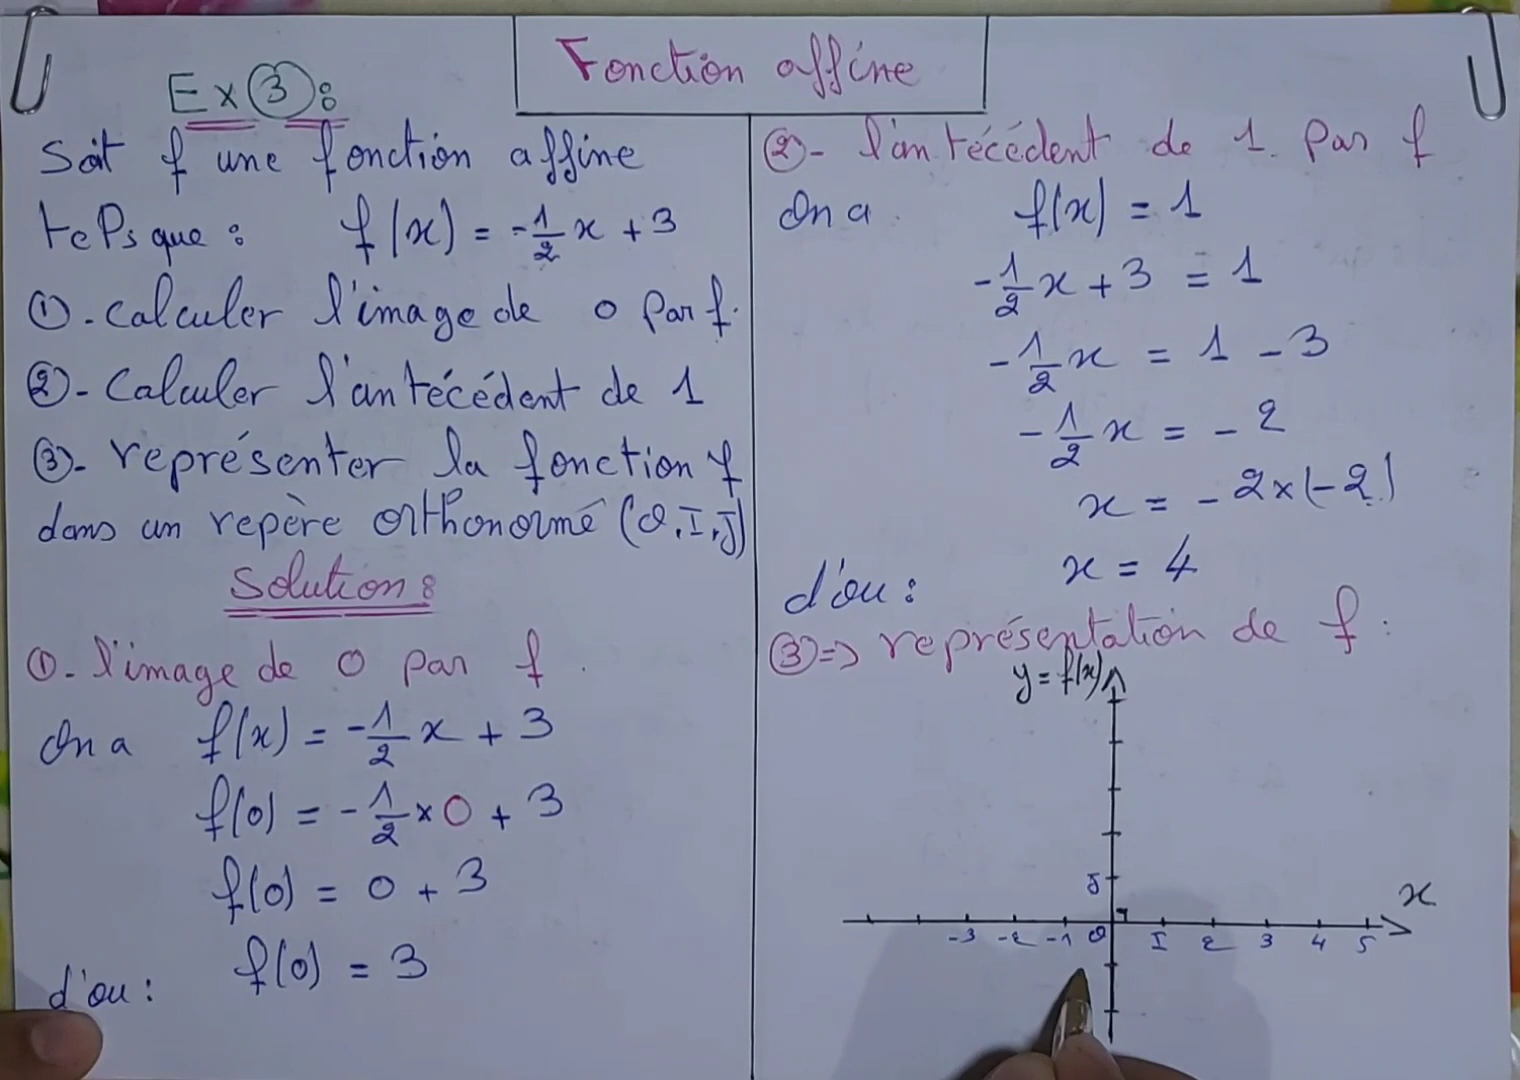 Fonction affine
Ex 3 :
Soit f une fonction affine
tels que : f(x) = -1/2 x + 3
① - calculer l'image de 0 Par f.
② - Calculer l'antécédent de 1
③ - représenter la fonction f
dans un repère orthonormé (O, I, J)
Solution :
① - l'image de 0 par f.
On a f(x) = -1/2 x + 3
f(0) = -1/2 × 0 + 3
f(0) = 0 + 3
d'ou : f(0) = 3
② - l'antécédent de 1 Par f
On a f(x) = 1
-1/2 x + 3 = 1
-1/2 x = 1 - 3
-1/2 x = -2
x = -2×(-2)
d'ou : x = 4
③ => représentation de f :
y = f(x)
J
x
-3 -2 -1 O I 2 3 4 5